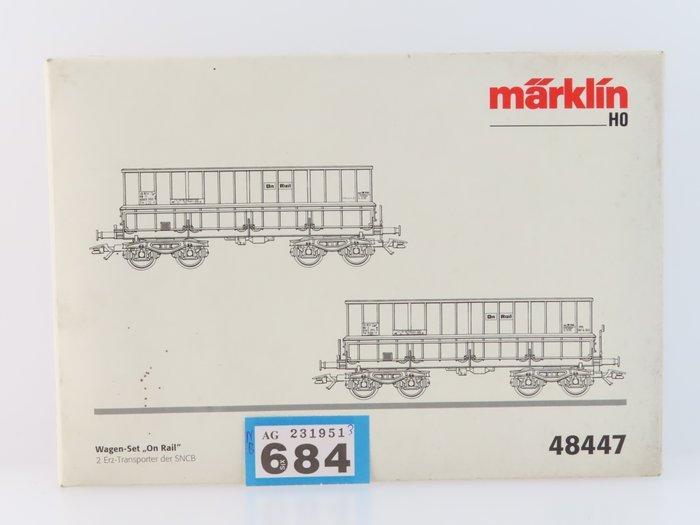 märklin
H0
On Rail
On Rail
Wagen-Set „On Rail"
2 Erz-Transporter der SNCB
AG 231951
684
48447